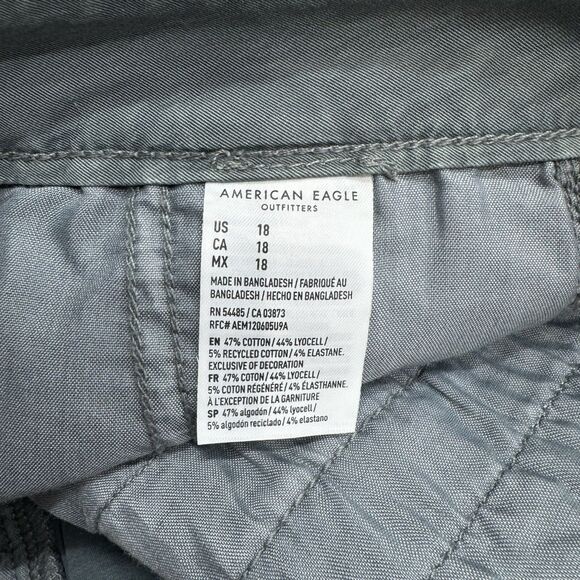 AMERICAN EAGLE
OUTFITTERS
US 18
CA 18
MX 18
MADE IN BANGLADESH / FABRIQUÉ AU
BANGLADESH / HECHO EN BANGLADESH
RN 54485 / CA 03873
RFC# AEM120605U9A
EN 47% COTTON / 44% LYOCELL /
5% RECYCLED COTTON / 4% ELASTANE.
EXCLUSIVE OF DECORATION
FR 47% COTON / 44% LYOCELL /
5% COTON RÉGÉNÉRÉ / 4% ÉLASTHANNE.
À L'EXCEPTION DE LA GARNITURE
SP 47% algodón / 44% lyocell /
5% algodón reciclado / 4% elastano